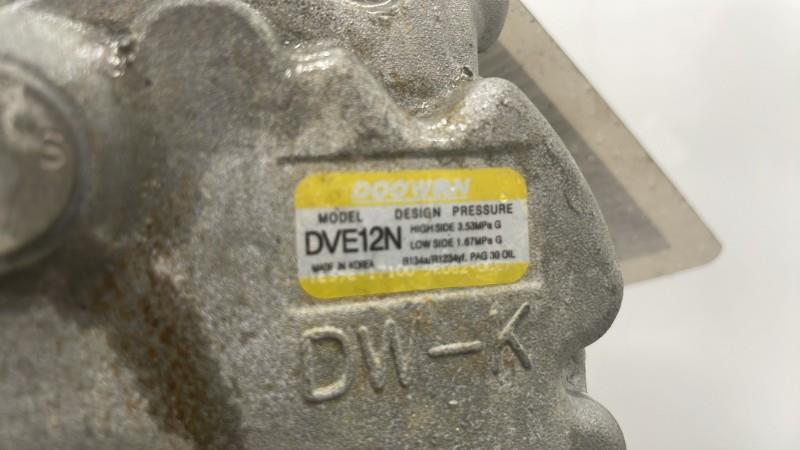 DOOWON
MODEL DESIGN PRESSURE
DVE12N HIGH SIDE 3.53MPa G
LOW SIDE 1.67MPa G
MADE IN KOREA R134a/R1234yf. PAG 30 OIL
DW-K